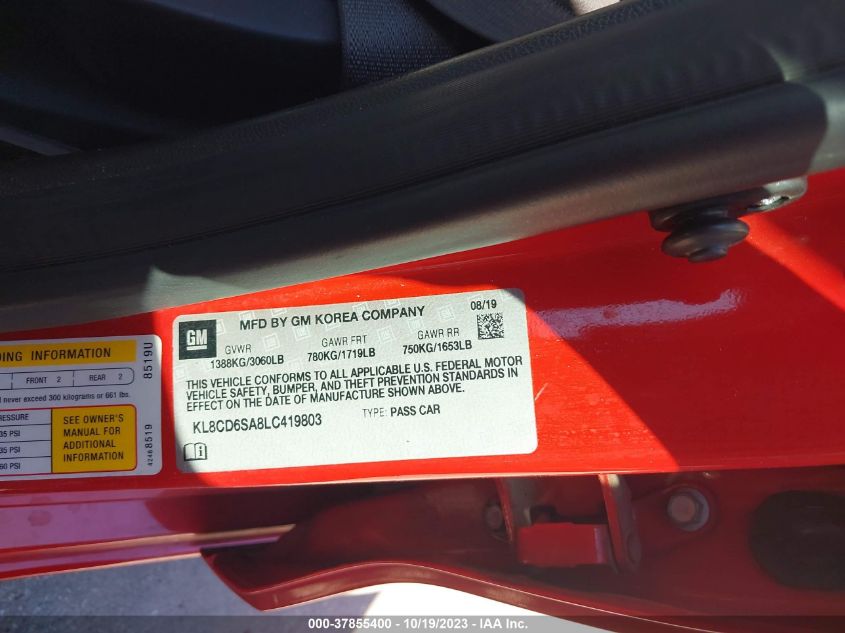 DING INFORMATION
FRONT 2 REAR 2
never exceed 300 kilograms or 661 lbs.
RESSURE
35 PSI
35 PSI
60 PSI
SEE OWNER'S
MANUAL FOR
ADDITIONAL
INFORMATION
8519U
42468519
GM
MFD BY GM KOREA COMPANY
08/19
GVWR GAWR FRT GAWR RR
1388KG/3060LB 780KG/1719LB 750KG/1653LB
THIS VEHICLE CONFORMS TO ALL APPLICABLE U.S. FEDERAL MOTOR
VEHICLE SAFETY, BUMPER, AND THEFT PREVENTION STANDARDS IN
EFFECT ON THE DATE OF MANUFACTURE SHOWN ABOVE.
KL8CD6SA8LC419803 TYPE: PASS CAR
000-37855400 - 10/19/2023 - IAA Inc.